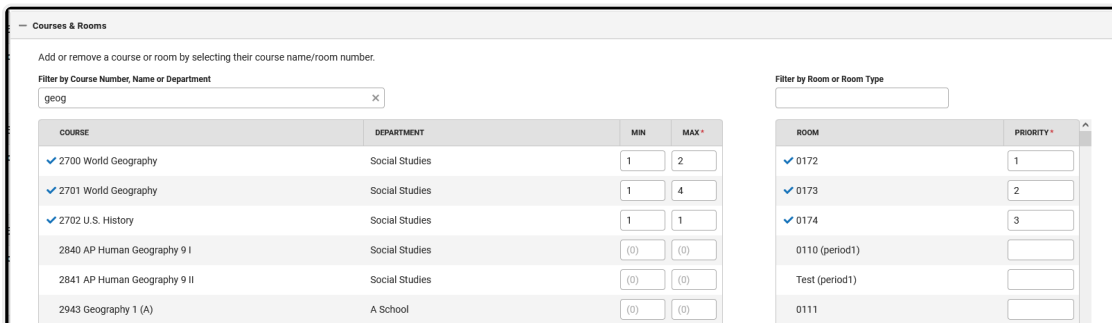 Courses & Rooms
Add or remove a course or room by selecting their course name/room number.
Filter by Course Number, Name or Department
geog
COURSE DEPARTMENT MIN MAX*
2700 World Geography Social Studies 1 2
2701 World Geography Social Studies 1 4
2702 U.S. History Social Studies 1 1
2840 AP Human Geography 9 I Social Studies (0) (0)
2841 AP Human Geography 9 II Social Studies (0) (0)
2943 Geography 1 (A) A School (0) (0)
Filter by Room or Room Type
ROOM PRIORITY*
0172 1
0173 2
0174 3
0110 (period1)
Test (period1)
0111